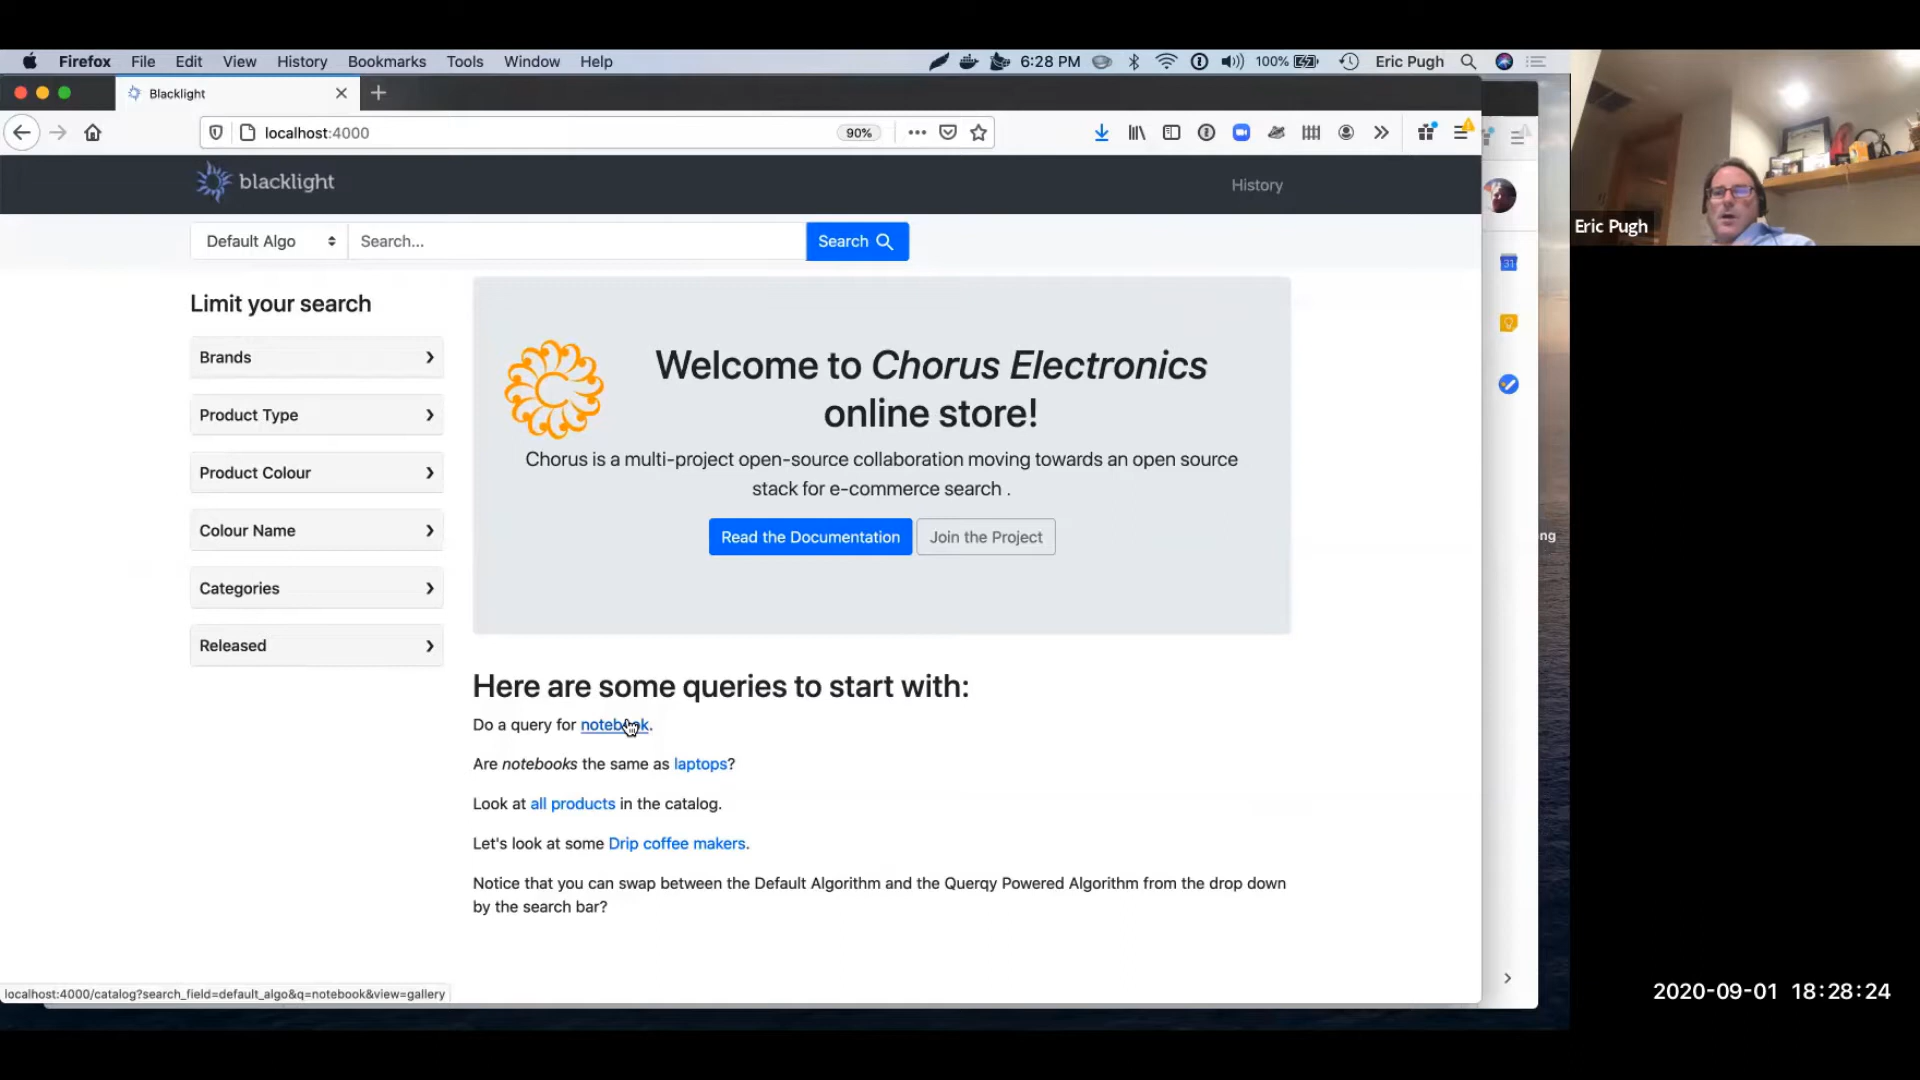 Firefox File Edit View History Bookmarks Tools Window Help 6:28 PM 100% Eric Pugh
Blacklight
localhost:4000 90%
blacklight History
Default Algo Search... Search
Limit your search
Brands
Product Type
Product Colour
Colour Name
Categories
Released
Welcome to Chorus Electronics
online store!
Chorus is a multi-project open-source collaboration moving towards an open source
stack for e-commerce search .
Read the Documentation Join the Project
Here are some queries to start with:
Do a query for notebook.
Are notebooks the same as laptops?
Look at all products in the catalog.
Let's look at some Drip coffee makers.
Notice that you can swap between the Default Algorithm and the Querqy Powered Algorithm from the drop down
by the search bar?
localhost:4000/catalog?search_field=default_algo&q=notebook&view=gallery
31
ng
Eric Pugh
2020-09-01 18:28:24